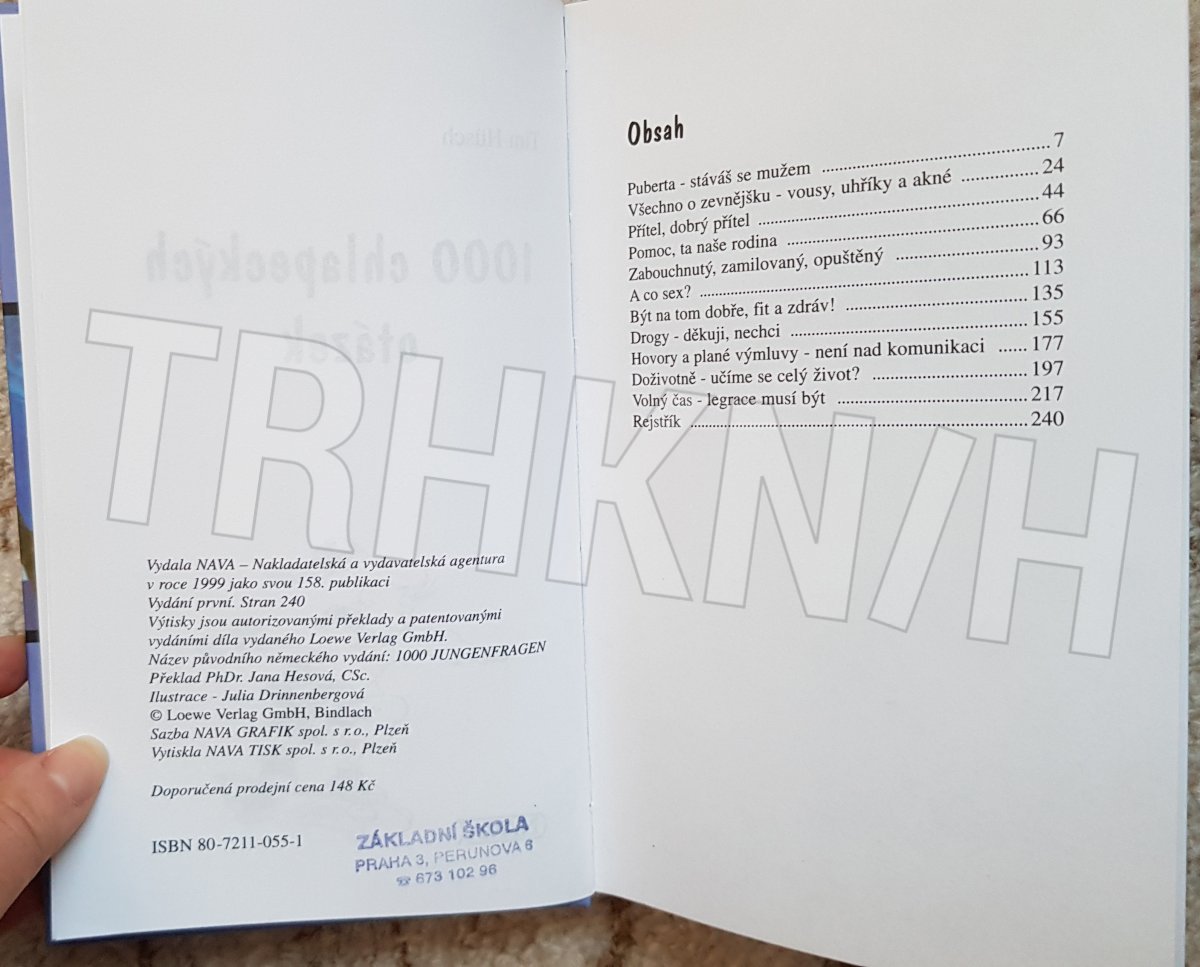 Tim Hüsch
1000 chlapeckých
otázek
Vydala NAVA – Nakladatelská a vydavatelská agentura
v roce 1999 jako svou 158. publikaci
Vydání první. Stran 240
Výtisky jsou autorizovanými překlady a patentovanými
vydáními díla vydaného Loewe Verlag GmbH.
Název původního německého vydání: 1000 JUNGENFRAGEN
Překlad PhDr. Jana Hesová, CSc.
Ilustrace - Julia Drinnenbergová
© Loewe Verlag GmbH, Bindlach
Sazba NAVA GRAFIK spol. s r.o., Plzeň
Vytiskla NAVA TISK spol. s r.o., Plzeň
Doporučená prodejní cena 148 Kč
ISBN 80-7211-055-1
ZÁKLADNÍ ŠKOLA
PRAHA 3, PERUNOVA 6
☎ 673 102 96
Obsah
Puberta - stáváš se mužem ........ 7
Všechno o zevnějšku - vousy, uhříky a akné ........ 24
Přítel, dobrý přítel ........ 44
Pomoc, ta naše rodina ........ 66
Zabouchnutý, zamilovaný, opuštěný ........ 93
A co sex? ........ 113
Být na tom dobře, fit a zdráv! ........ 135
Drogy - děkuji, nechci ........ 155
Hovory a plané výmluvy - není nad komunikaci ...... 177
Doživotně - učíme se celý život? ........ 197
Volný čas - legrace musí být ........ 217
Rejstřík ........ 240
TRHKN/H